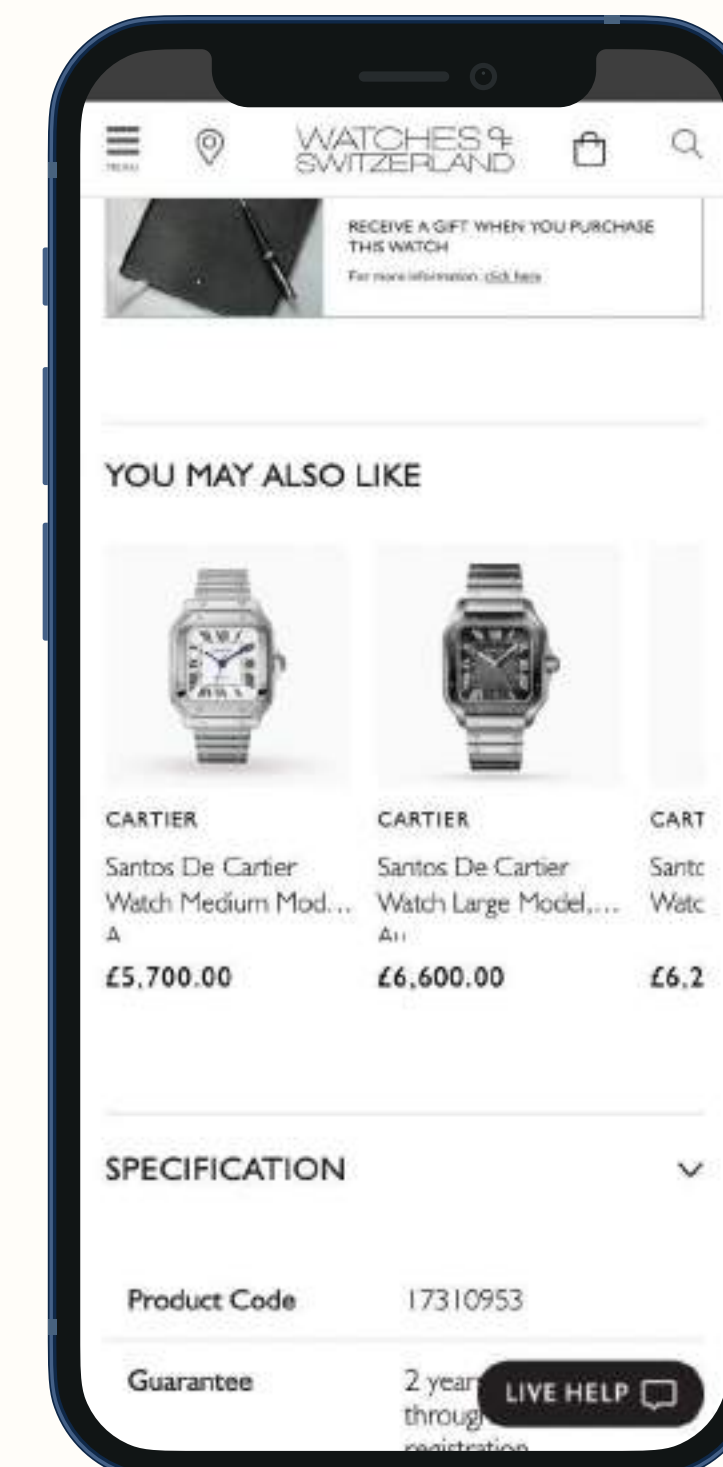 MENU
WATCHES OF
SWITZERLAND
RECEIVE A GIFT WHEN YOU PURCHASE
THIS WATCH
For more information, click here
YOU MAY ALSO LIKE
CARTIER
Santos De Cartier
Watch Medium Mod...
A
£5,700.00
CARTIER
Santos De Cartier
Watch Large Model,...
£6,600.00
CART
Santc
Watc
£6,2
SPECIFICATION
Product Code 17310953
Guarantee 2 year
throug
registration
LIVE HELP